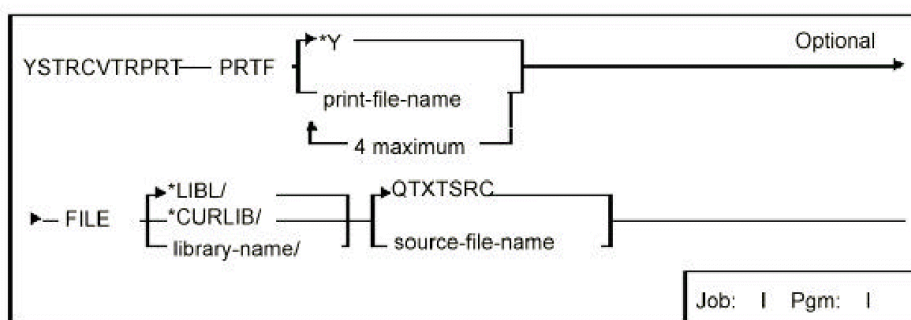 *Y
Optional
YSTRCVTRPRT PRTF
print-file-name
4 maximum
*LIBL/ QTXTSRC
FILE *CURLIB/
library-name/ source-file-name
Job: I Pgm: I